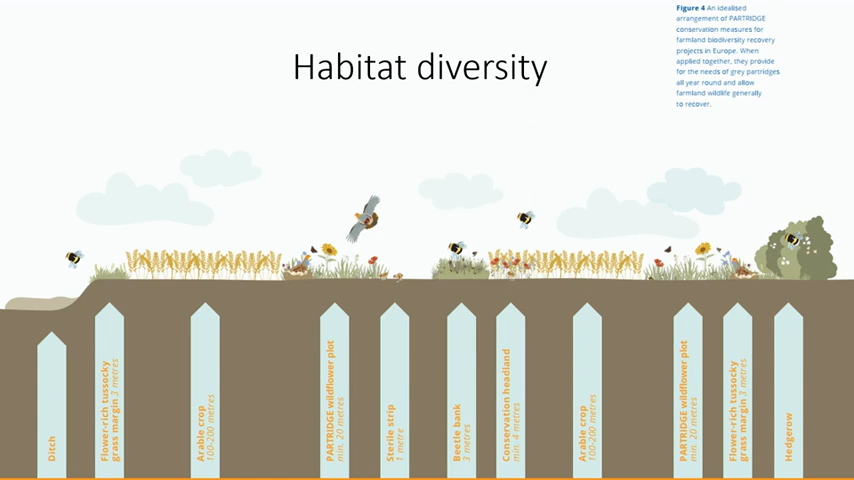 Figure 4 An idealised
arrangement of PARTRIDGE
conservation measures for
farmland biodiversity recovery
projects in Europe. When
applied together, they provide
for the needs of grey partridges
all year round and allow
farmland wildlife generally
to recover.
Habitat diversity
Ditch
Flower-rich tussocky
grass margin 3 metres
Arable crop
100-200 metres
PARTRIDGE wildflower plot
min. 20 metres
Sterile strip
1 metre
Beetle bank
3 metres
Conservation headland
min. 4 metres
Arable crop
100-200 metres
PARTRIDGE wildflower plot
min. 20 metres
Flower-rich tussocky
grass margin 3 metres
Hedgerow